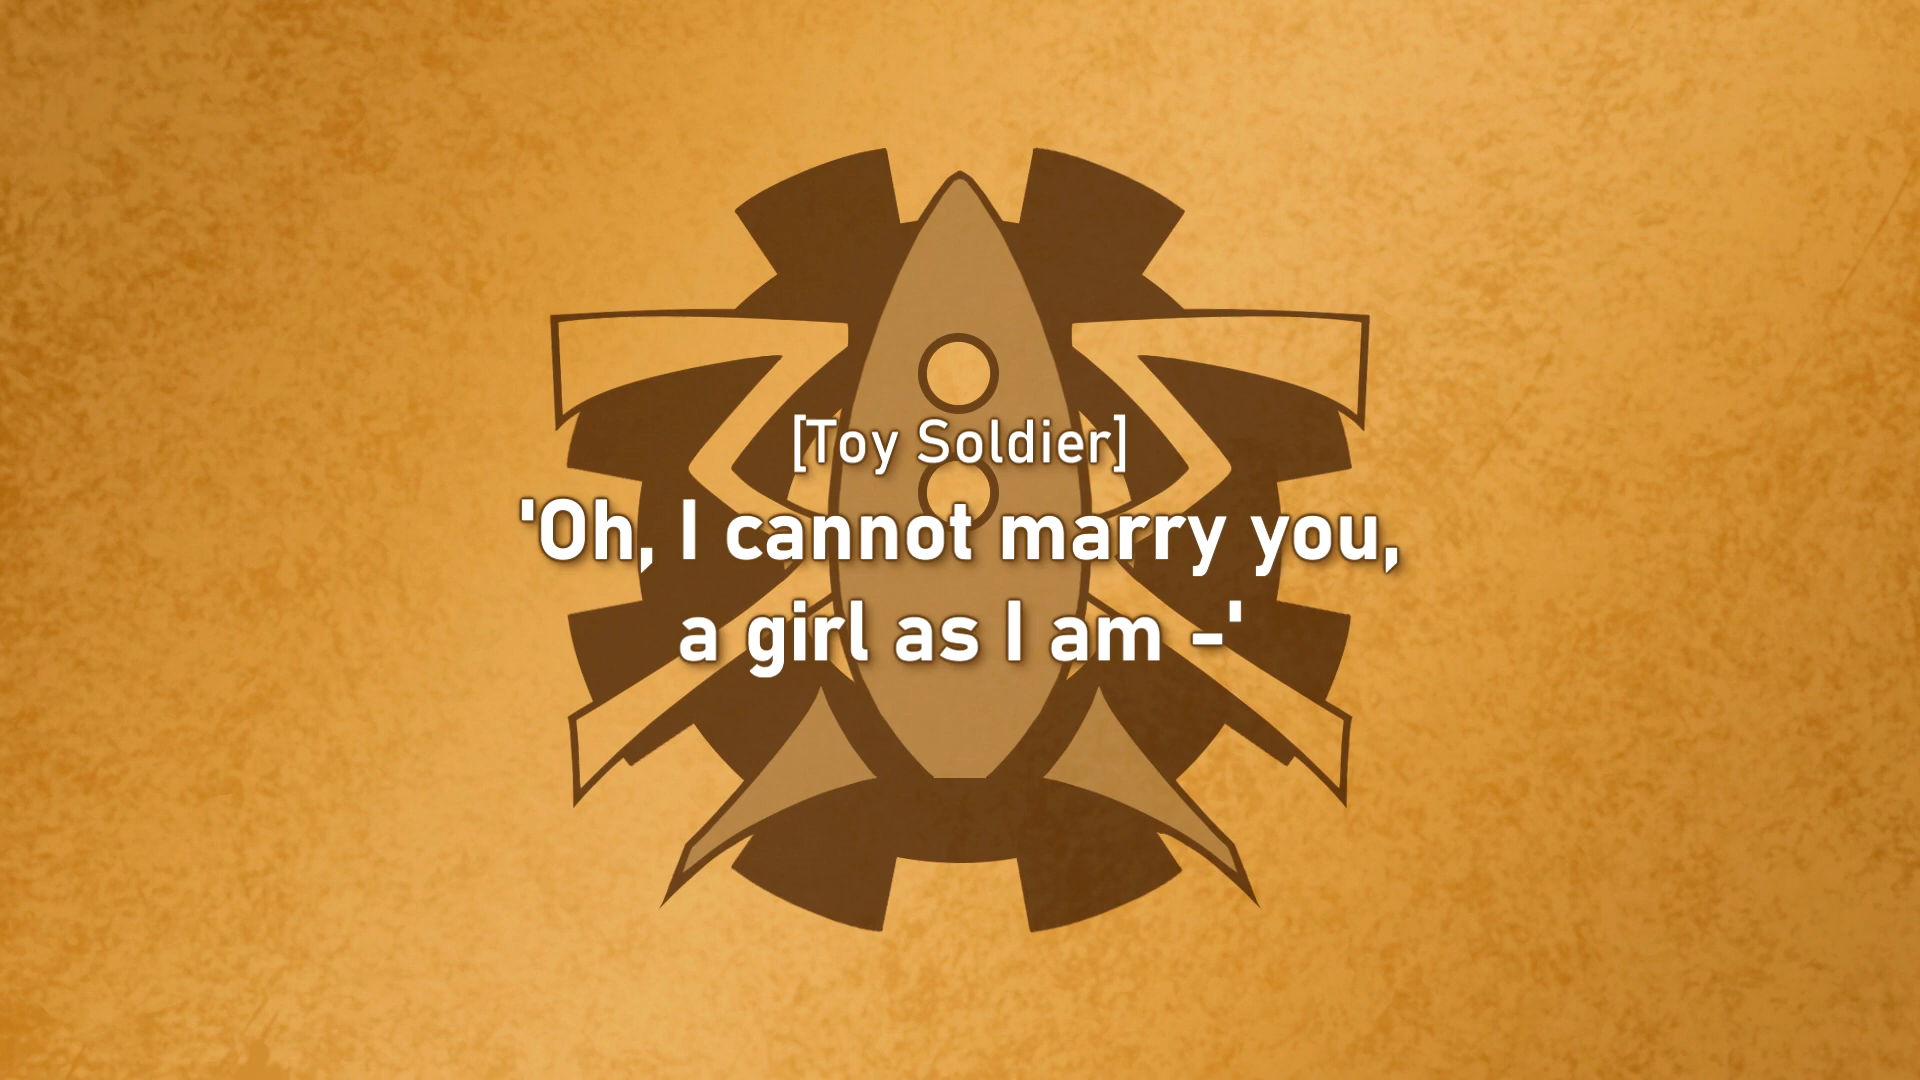 [Toy Soldier]
'Oh, I cannot marry you,
a girl as I am -'